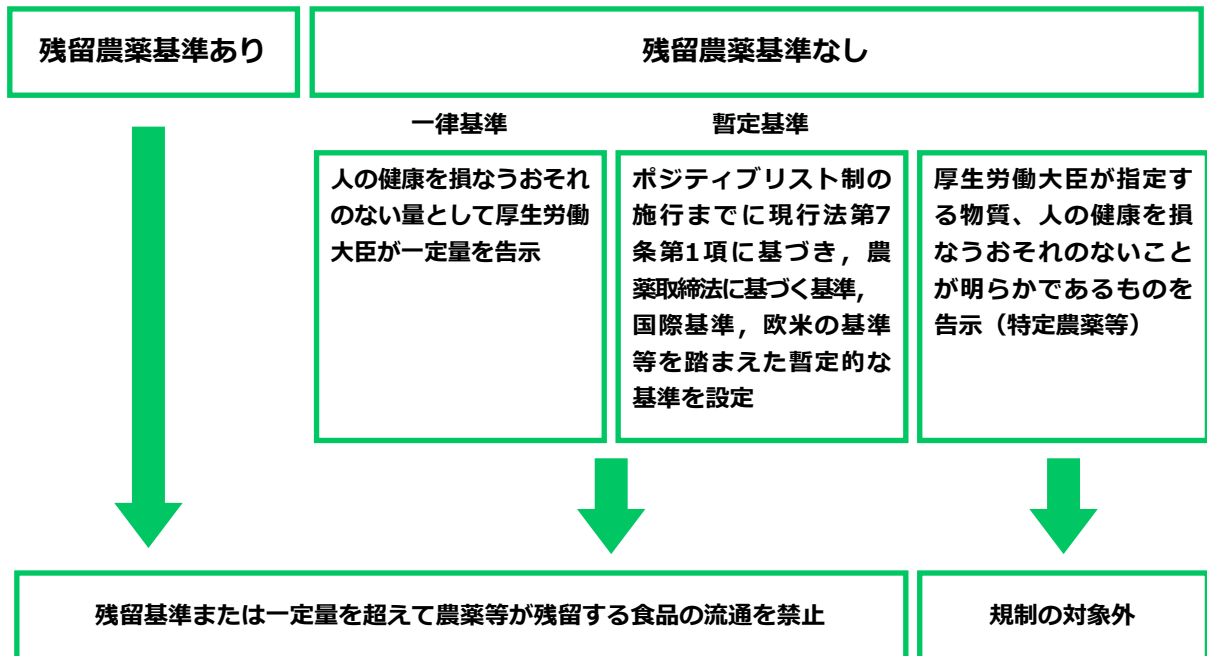 残留農薬基準あり
残留農薬基準なし
一律基準
暫定基準
人の健康を損なうおそれ
のない量として厚生労働
大臣が一定量を告示
ポジティブリスト制の
施行までに現行法第7
条第1項に基づき，農
薬取締法に基づく基準，
国際基準，欧米の基準
等を踏まえた暫定的な
基準を設定
厚生労働大臣が指定す
る物質、人の健康を損
なうおそれのないこと
が明らかであるものを
告示（特定農薬等）
残留基準または一定量を超えて農薬等が残留する食品の流通を禁止
規制の対象外